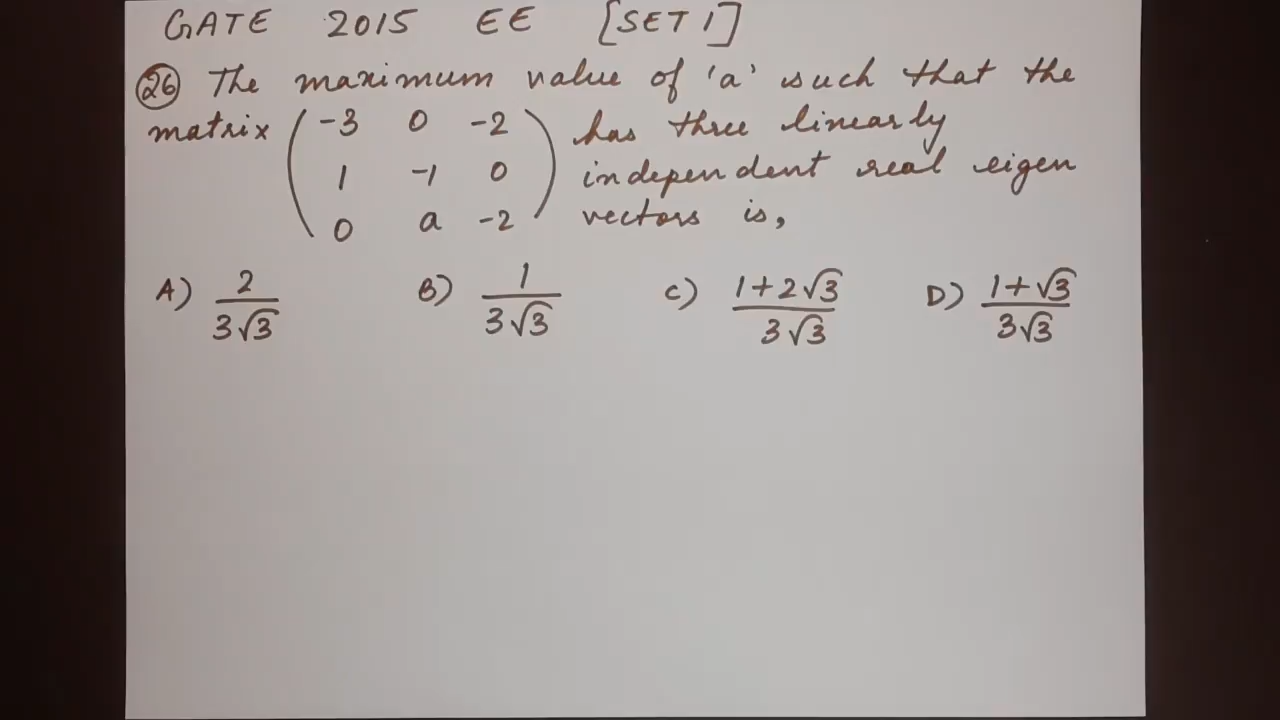 GATE 2015 EE [SET 1]
26 The maximum value of 'a' such that the
matrix ( -3 0 -2 ) has three linearly
1 -1 0 independent real eigen
0 a -2 vectors is,
A) 2/3√3 B) 1/3√3 C) 1+2√3/3√3 D) 1+√3/3√3